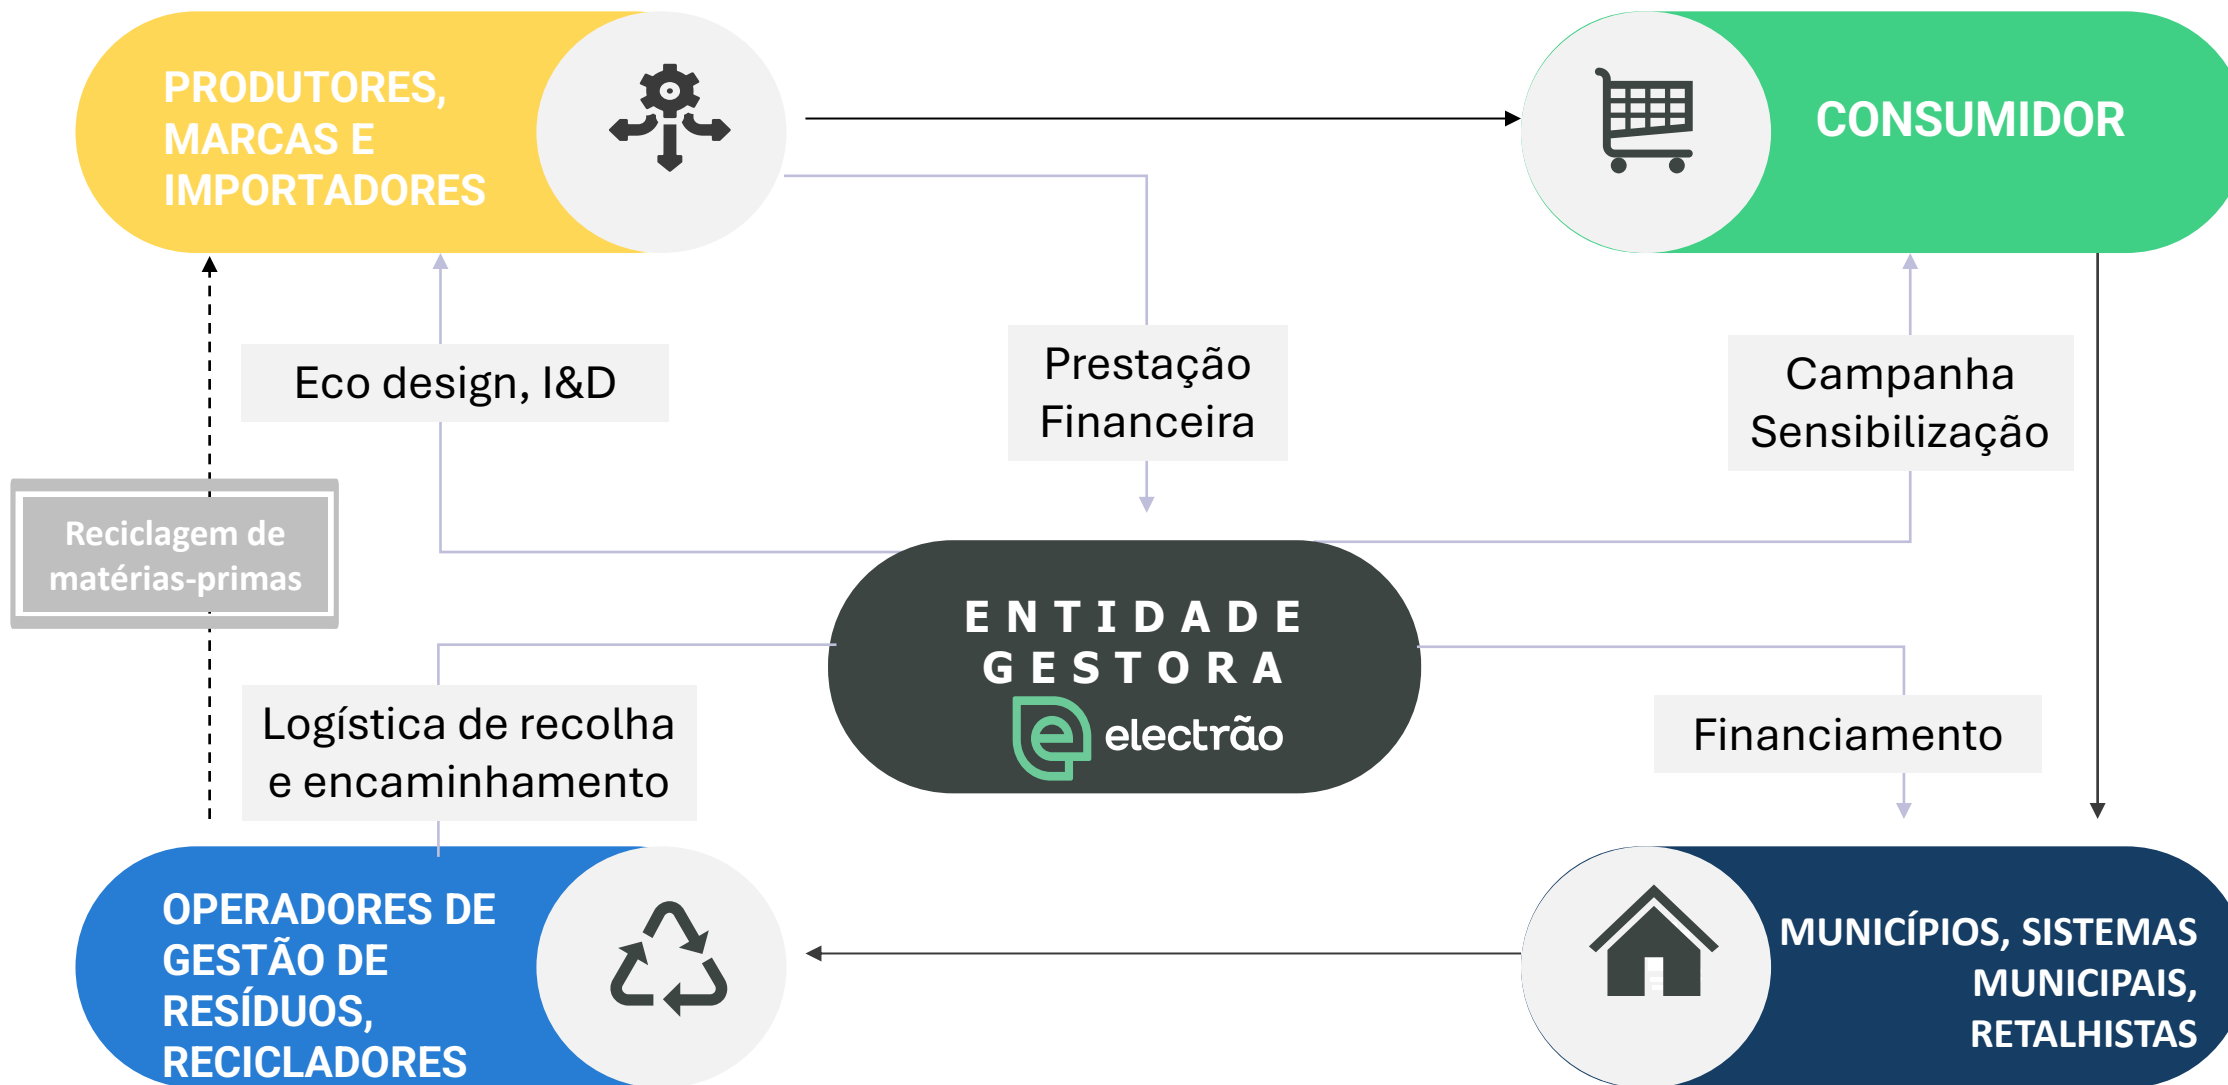 PRODUTORES,
MARCAS E
IMPORTADORES
CONSUMIDOR
Eco design, I&D
Prestação
Financeira
Campanha
Sensibilização
Reciclagem de
matérias-primas
ENTIDADE
GESTORA
electrão
Logística de recolha
e encaminhamento
Financiamento
OPERADORES DE
GESTÃO DE
RESÍDUOS,
RECICLADORES
MUNICÍPIOS, SISTEMAS
MUNICIPAIS,
RETALHISTAS